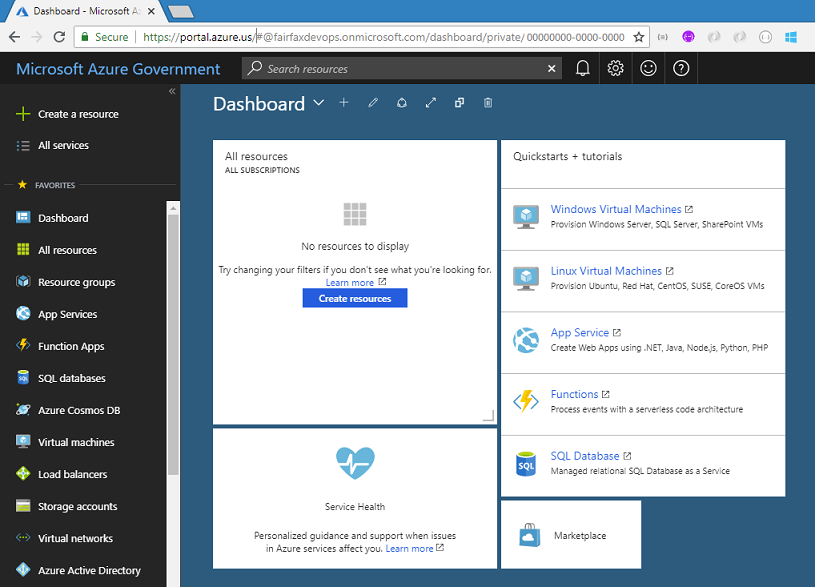 Dashboard - Microsoft A
Secure
https://portal.azure.us/#@fairfaxdevops.onmicrosoft.com/dashboard/private/00000000-0000-0000
Microsoft Azure Government
Search resources
Create a resource
All services
FAVORITES
Dashboard
All resources
Resource groups
App Services
Function Apps
SQL databases
Azure Cosmos DB
Virtual machines
Load balancers
Storage accounts
Virtual networks
Azure Active Directory
Dashboard
All resources
ALL SUBSCRIPTIONS
No resources to display
Try changing your filters if you don't see what you're looking for.
Learn more
Create resources
Service Health
Personalized guidance and support when issues
in Azure services affect you. Learn more
Quickstarts + tutorials
Windows Virtual Machines
Provision Windows Server, SQL Server, SharePoint VMs
Linux Virtual Machines
Provision Ubuntu, Red Hat, CentOS, SUSE, CoreOS VMs
App Service
Create Web Apps using .NET, Java, Node.js, Python, PHP
Functions
Process events with a serverless code architecture
SQL
SQL Database
Managed relational SQL Database as a Service
Marketplace